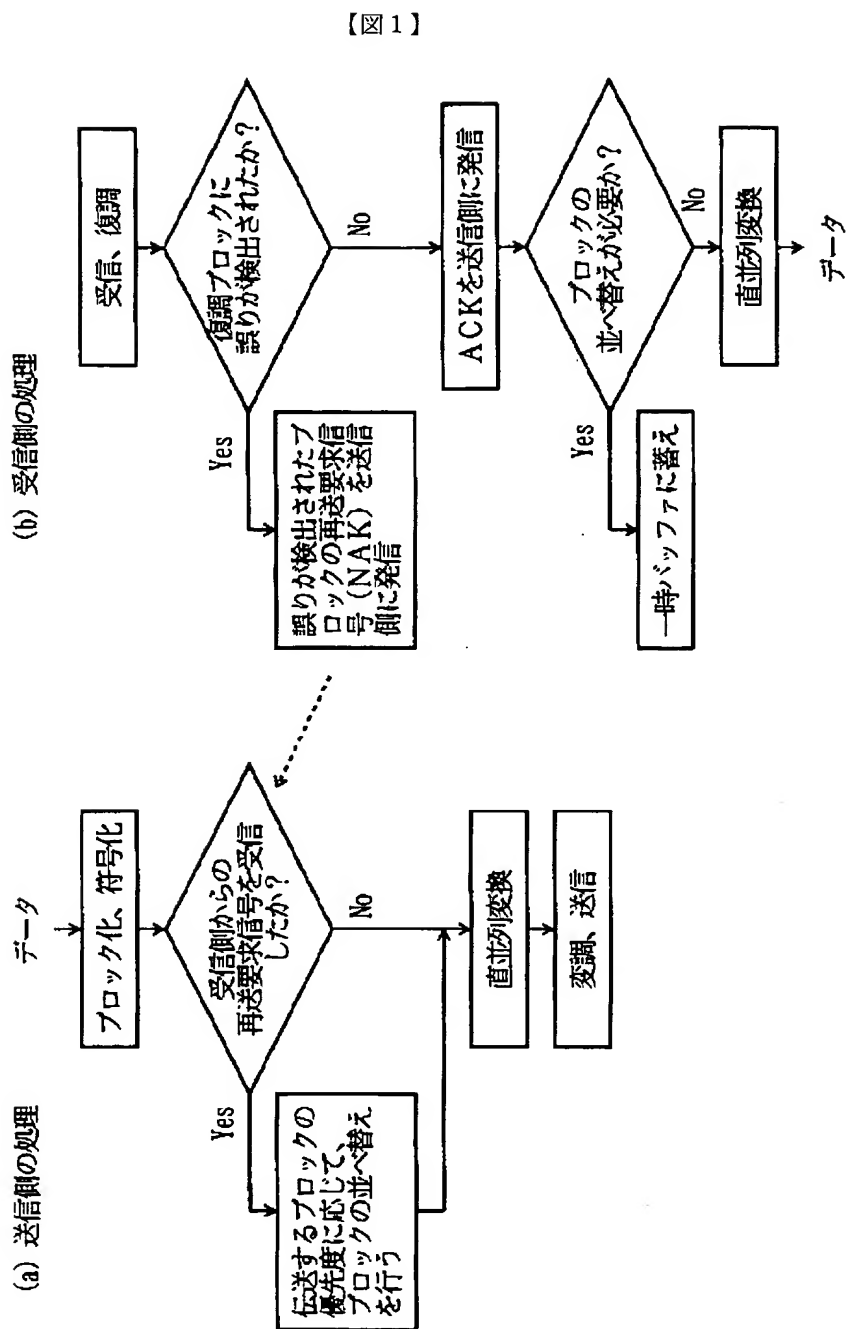 【図1】
(a) 送信側の処理
データ
ブロック化、符号化
受信側からの
再送要求信号を受信
したか?
Yes
No
伝送するブロックの
優先度に応じて、
ブロックの並べ替え
を行う
直並列変換
変調、送信
(b) 受信側の処理
受信、復調
復調ブロックに
誤りが検出されたか?
Yes
No
誤りが検出されたブ
ロックの再送要求信
号(NAK)を送信
側に発信
ACKを送信側に発信
ブロックの
並べ替えが必要か?
Yes
No
一時バッファに蓄え
直並列変換
データ